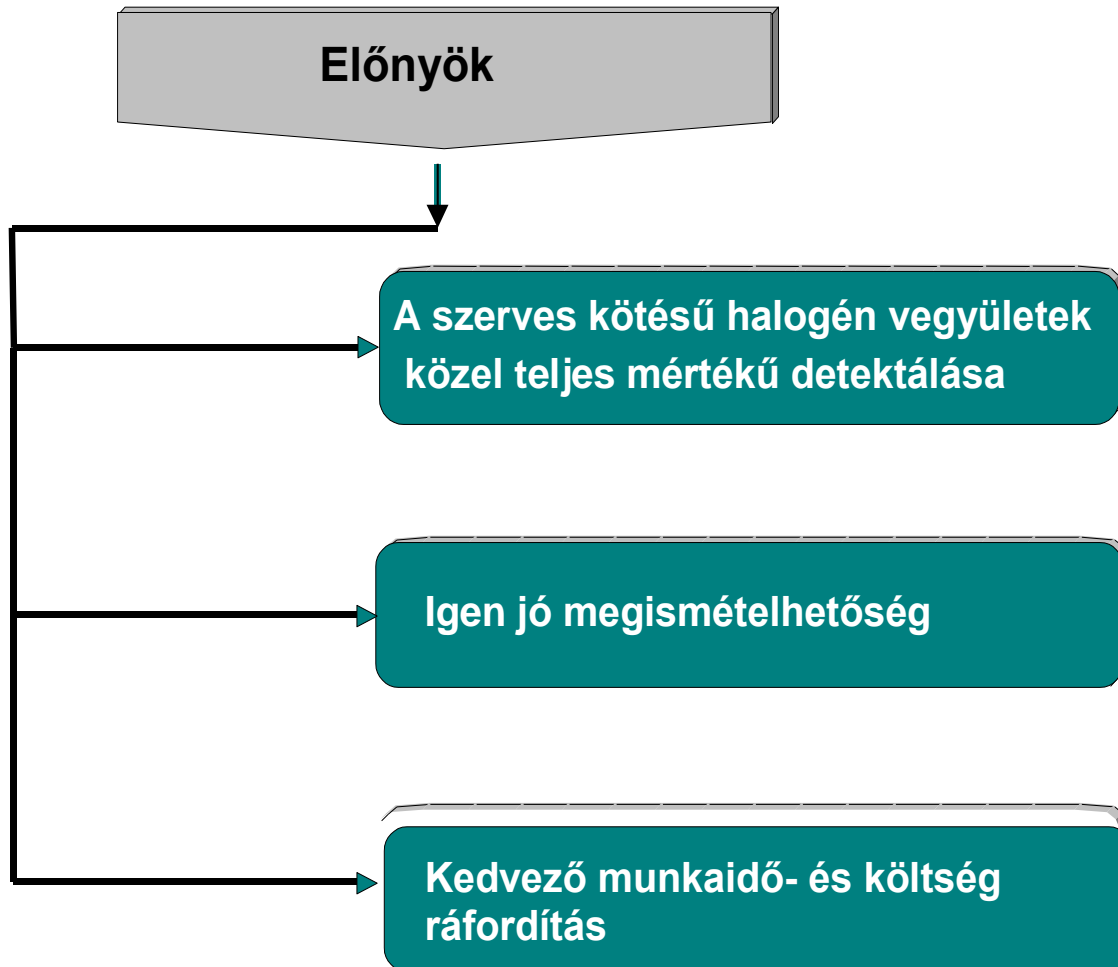 Előnyök
A szerves kötésű halogén vegyületek
közel teljes mértékű detektálása
Igen jó megismételhetőség
Kedvező munkaidő- és költség
ráfordítás